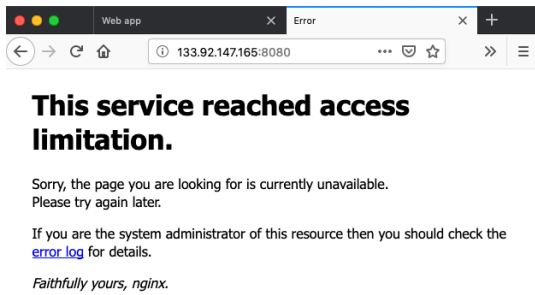 Web app
Error
133.92.147.165:8080
This service reached access
limitation.
Sorry, the page you are looking for is currently unavailable.
Please try again later.
If you are the system administrator of this resource then you should check the
error log for details.
Faithfully yours, nginx.